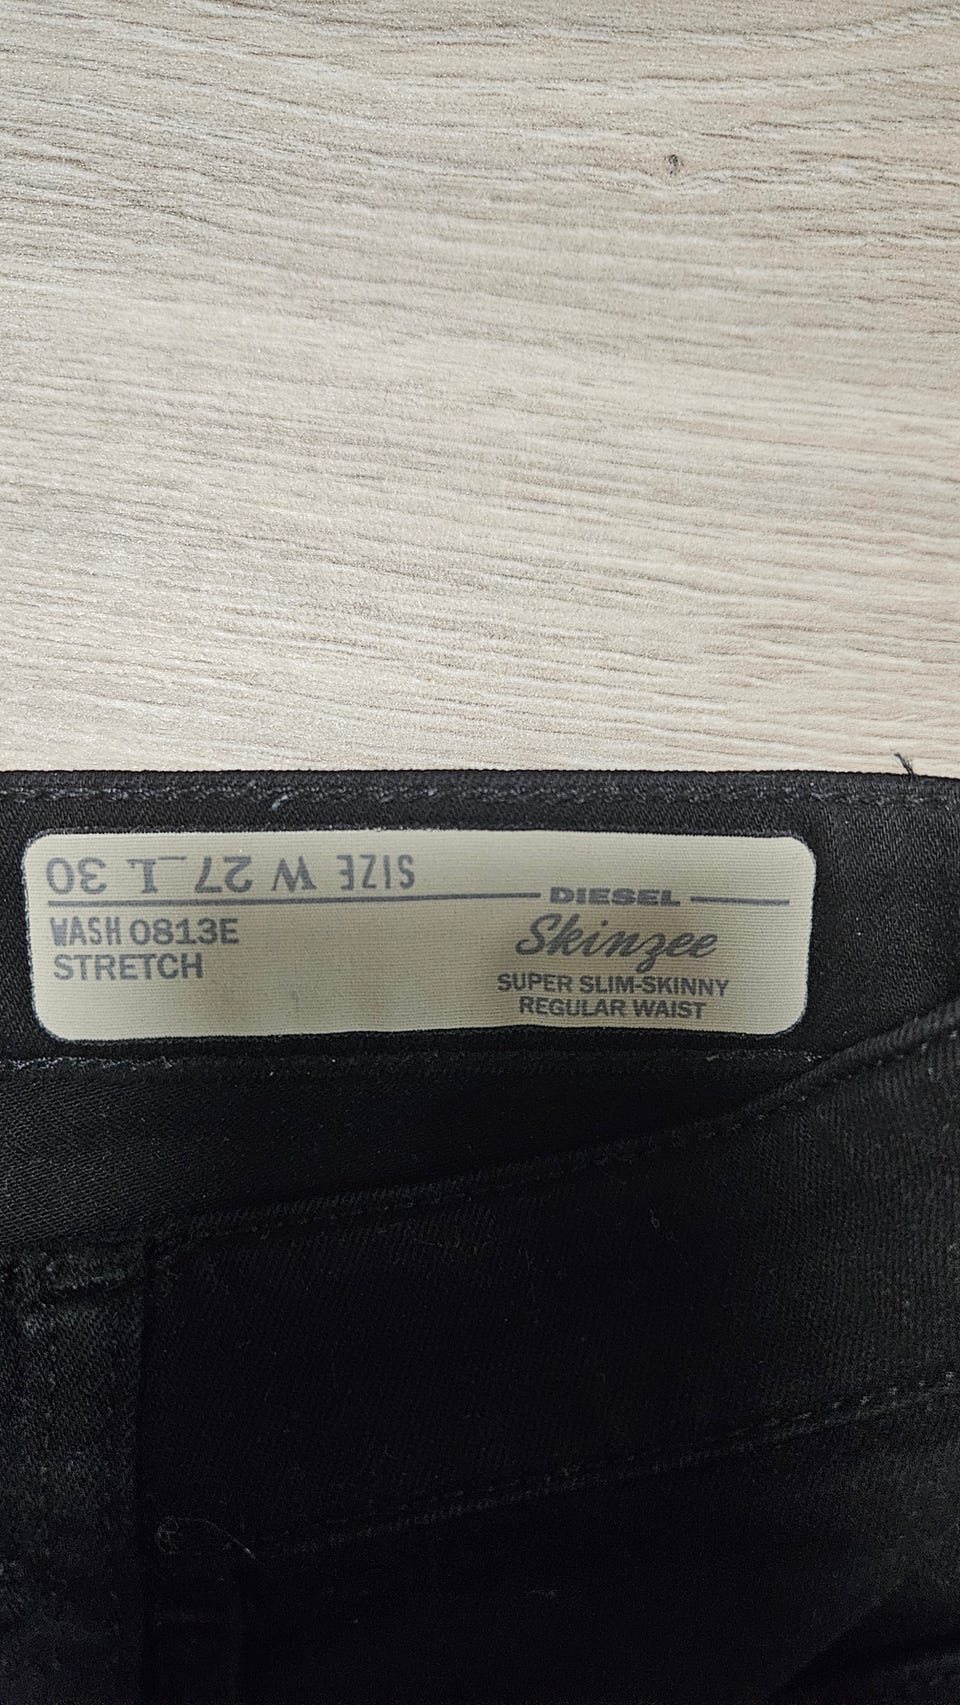 SIZE W 27 L 30
DIESEL
WASH 0813E
Skinzee
STRETCH
SUPER SLIM-SKINNY
REGULAR WAIST